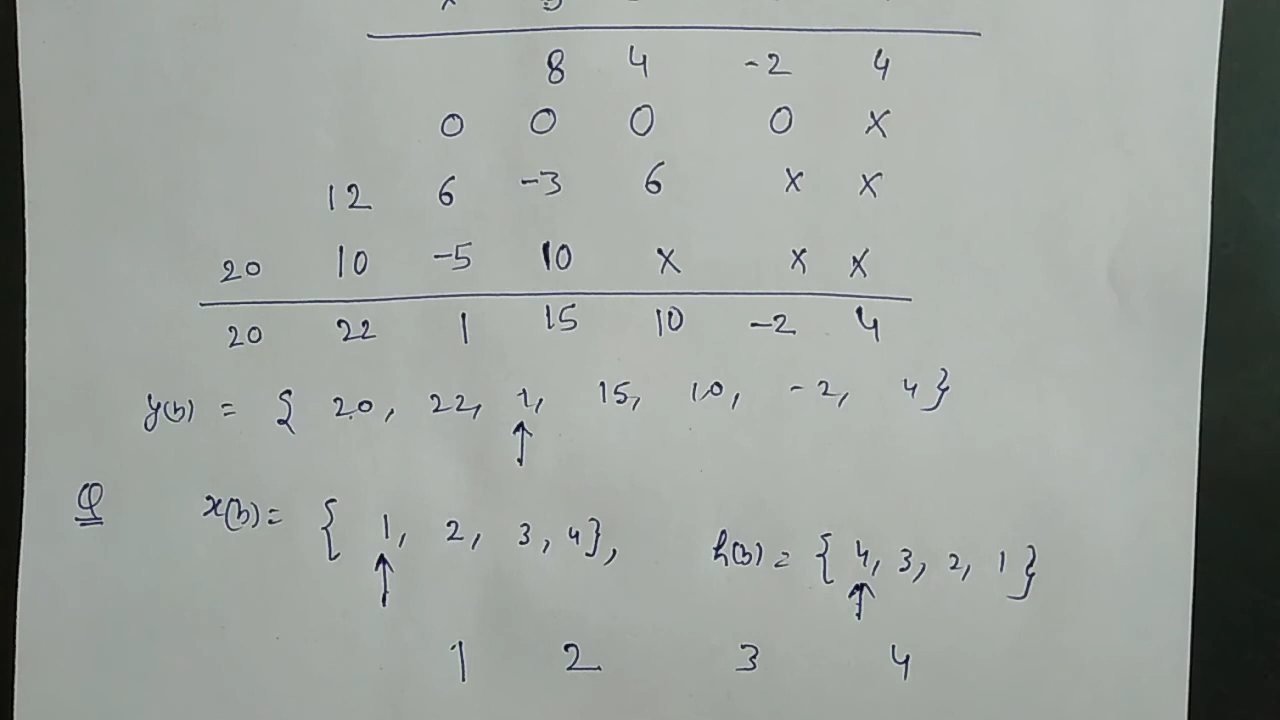 8 4 -2 4
0 0 0 0 x
12 6 -3 6 x x
20 10 -5 10 x x x
20 22 1 15 10 -2 4
y(n) = { 20, 22, 1, 15, 10, -2, 4}
↑
Q x(n) = { 1, 2, 3, 4}, h(n) = { 4, 3, 2, 1 }
↑ ↑
1 2 3 4